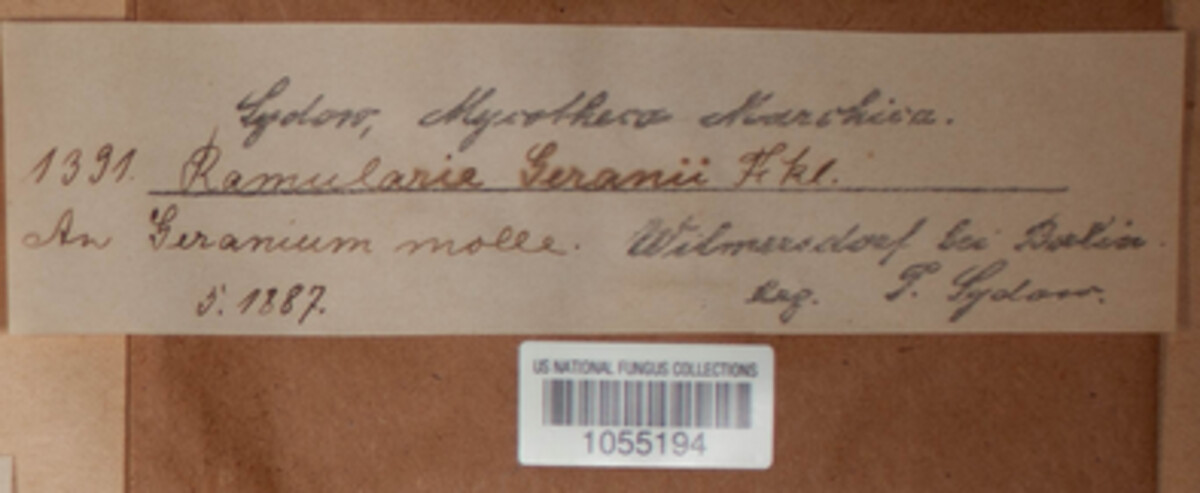 Sydow, Mycotheca Marchica.
1391. Ramularia Geranii Fckl.
An Geranium molle. Wilmersdorf bei Berlin.
5. 1887. leg. P. Sydow.
US NATIONAL FUNGUS COLLECTIONS
1055194